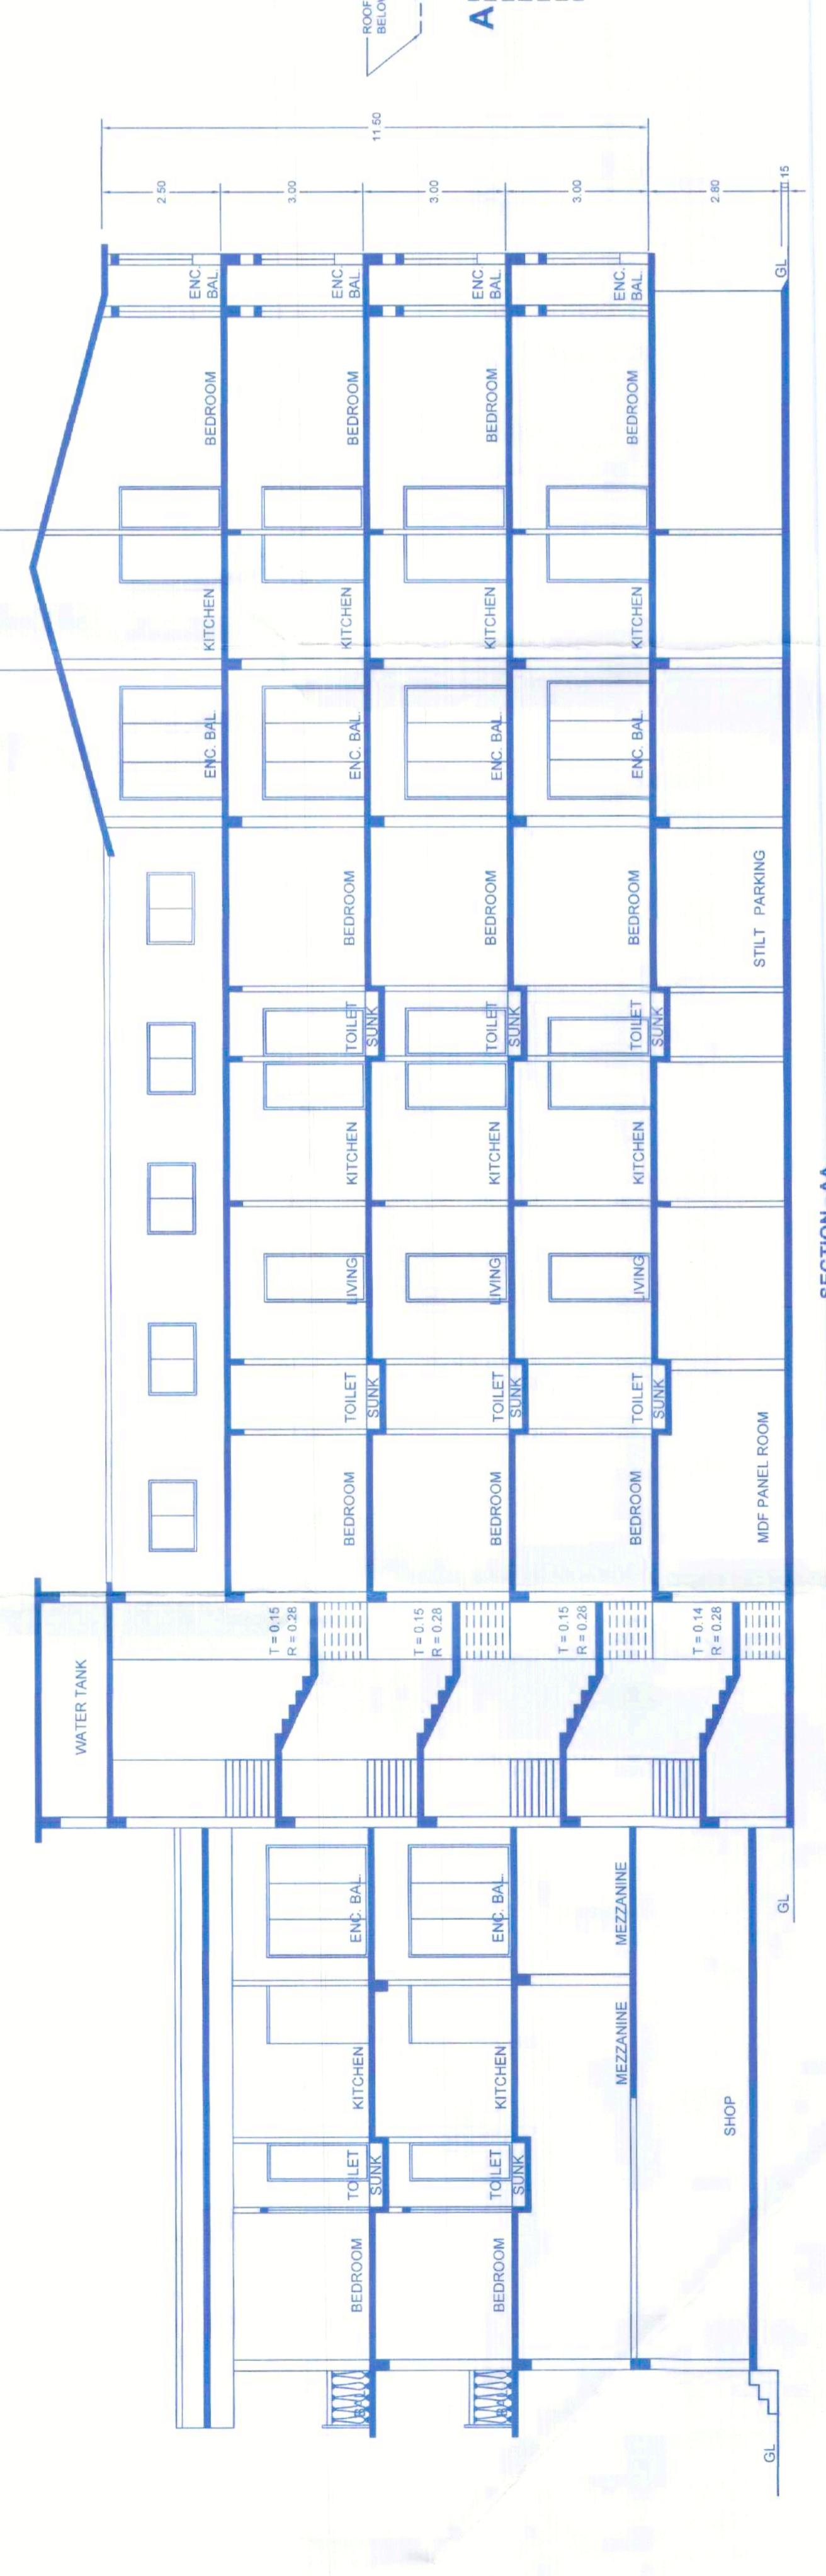 WATER TANK
ENC. BAL.
KITCHEN
BEDROOM
ENC.
BAL.
2.50
11.50
T = 0.15
R = 0.28
BAL.
BEDROOM
TOILET
SUNK
KITCHEN
ENC. BAL.
BEDROOM
TOILET
SUNK
LIVING
KITCHEN
TOILET
SUNK
BEDROOM
ENC. BAL.
KITCHEN
BEDROOM
ENC.
BAL.
3.00
T = 0.15
R = 0.28
BAL.
BEDROOM
TOILET
SUNK
KITCHEN
ENC. BAL.
BEDROOM
TOILET
SUNK
LIVING
KITCHEN
TOILET
SUNK
BEDROOM
ENC. BAL.
KITCHEN
BEDROOM
ENC.
BAL.
3.00
T = 0.15
R = 0.28
MEZZANINE
MEZZANINE
BEDROOM
TOILET
SUNK
LIVING
KITCHEN
TOILET
SUNK
BEDROOM
ENC. BAL.
KITCHEN
BEDROOM
ENC.
BAL.
3.00
T = 0.14
R = 0.28
SHOP
MDF PANEL ROOM
STILT PARKING
2.80
.15
GL
GL
GL
ROOF
A